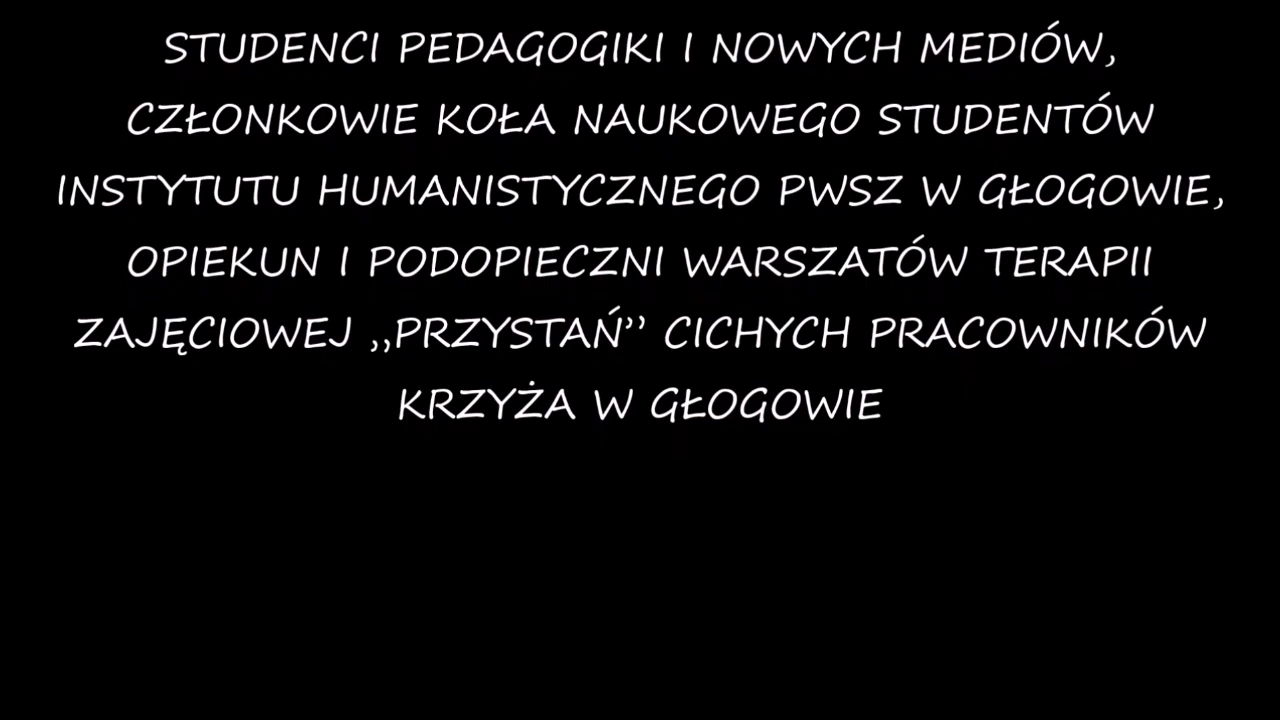 STUDENCI PEDAGOGIKI I NOWYCH MEDIÓW,
CZŁONKOWIE KOŁA NAUKOWEGO STUDENTÓW
INSTYTUTU HUMANISTYCZNEGO PWSZ W GŁOGOWIE,
OPIEKUN I PODOPIECZNI WARSZATÓW TERAPII
ZAJĘCIOWEJ ,,PRZYSTAŃ’’ CICHYCH PRACOWNIKÓW
KRZYŻA W GŁOGOWIE